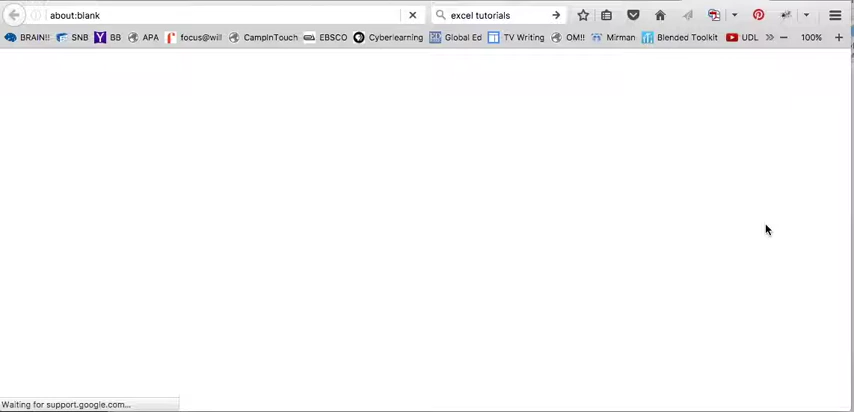 about:blank excel tutorials
BRAIN!! SNB BB APA focus@will CampInTouch EBSCO Cyberlearning Global Ed TV Writing OM!! Mirman Blended Toolkit UDL 100%
Waiting for support.google.com...